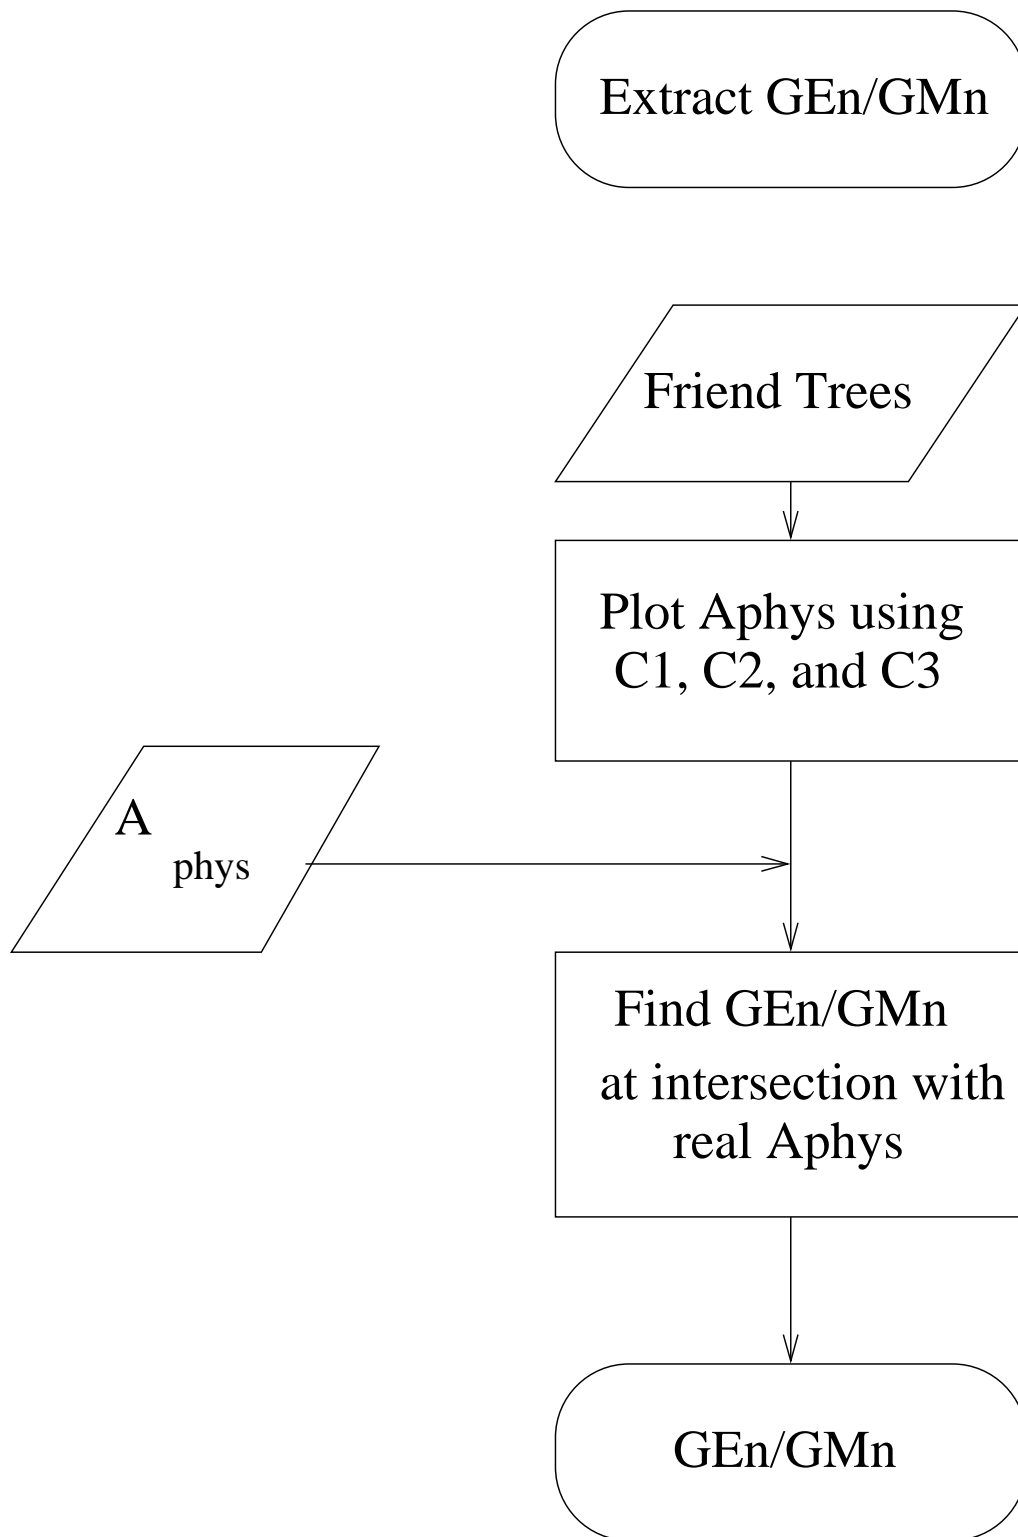 Extract GEn/GMn
Friend Trees
Plot Aphys using
C1, C2, and C3
A
phys
Find GEn/GMn
at intersection with
real Aphys
GEn/GMn